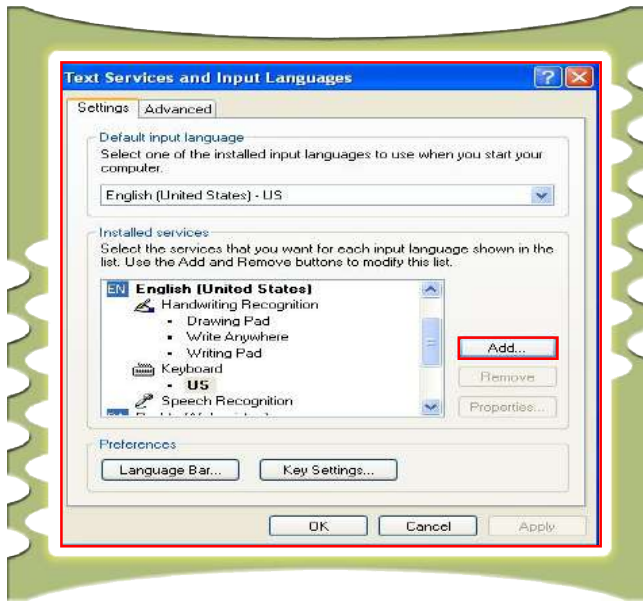 Text Services and Input Languages
Settings Advanced
Default input language
Select one of the installed input languages to use when you start your
computer.
English (United States) - US
Installed services
Select the services that you want for each input language shown in the
list. Use the Add and Remove buttons to modify this list.
EN English (United States)
Handwriting Recognition
• Drawing Pad
• Write Anywhere
• Writing Pad
Keyboard
• US
Speech Recognition
Add...
Remove
Properties...
Preferences
Language Bar... Key Settings...
OK Cancel Apply